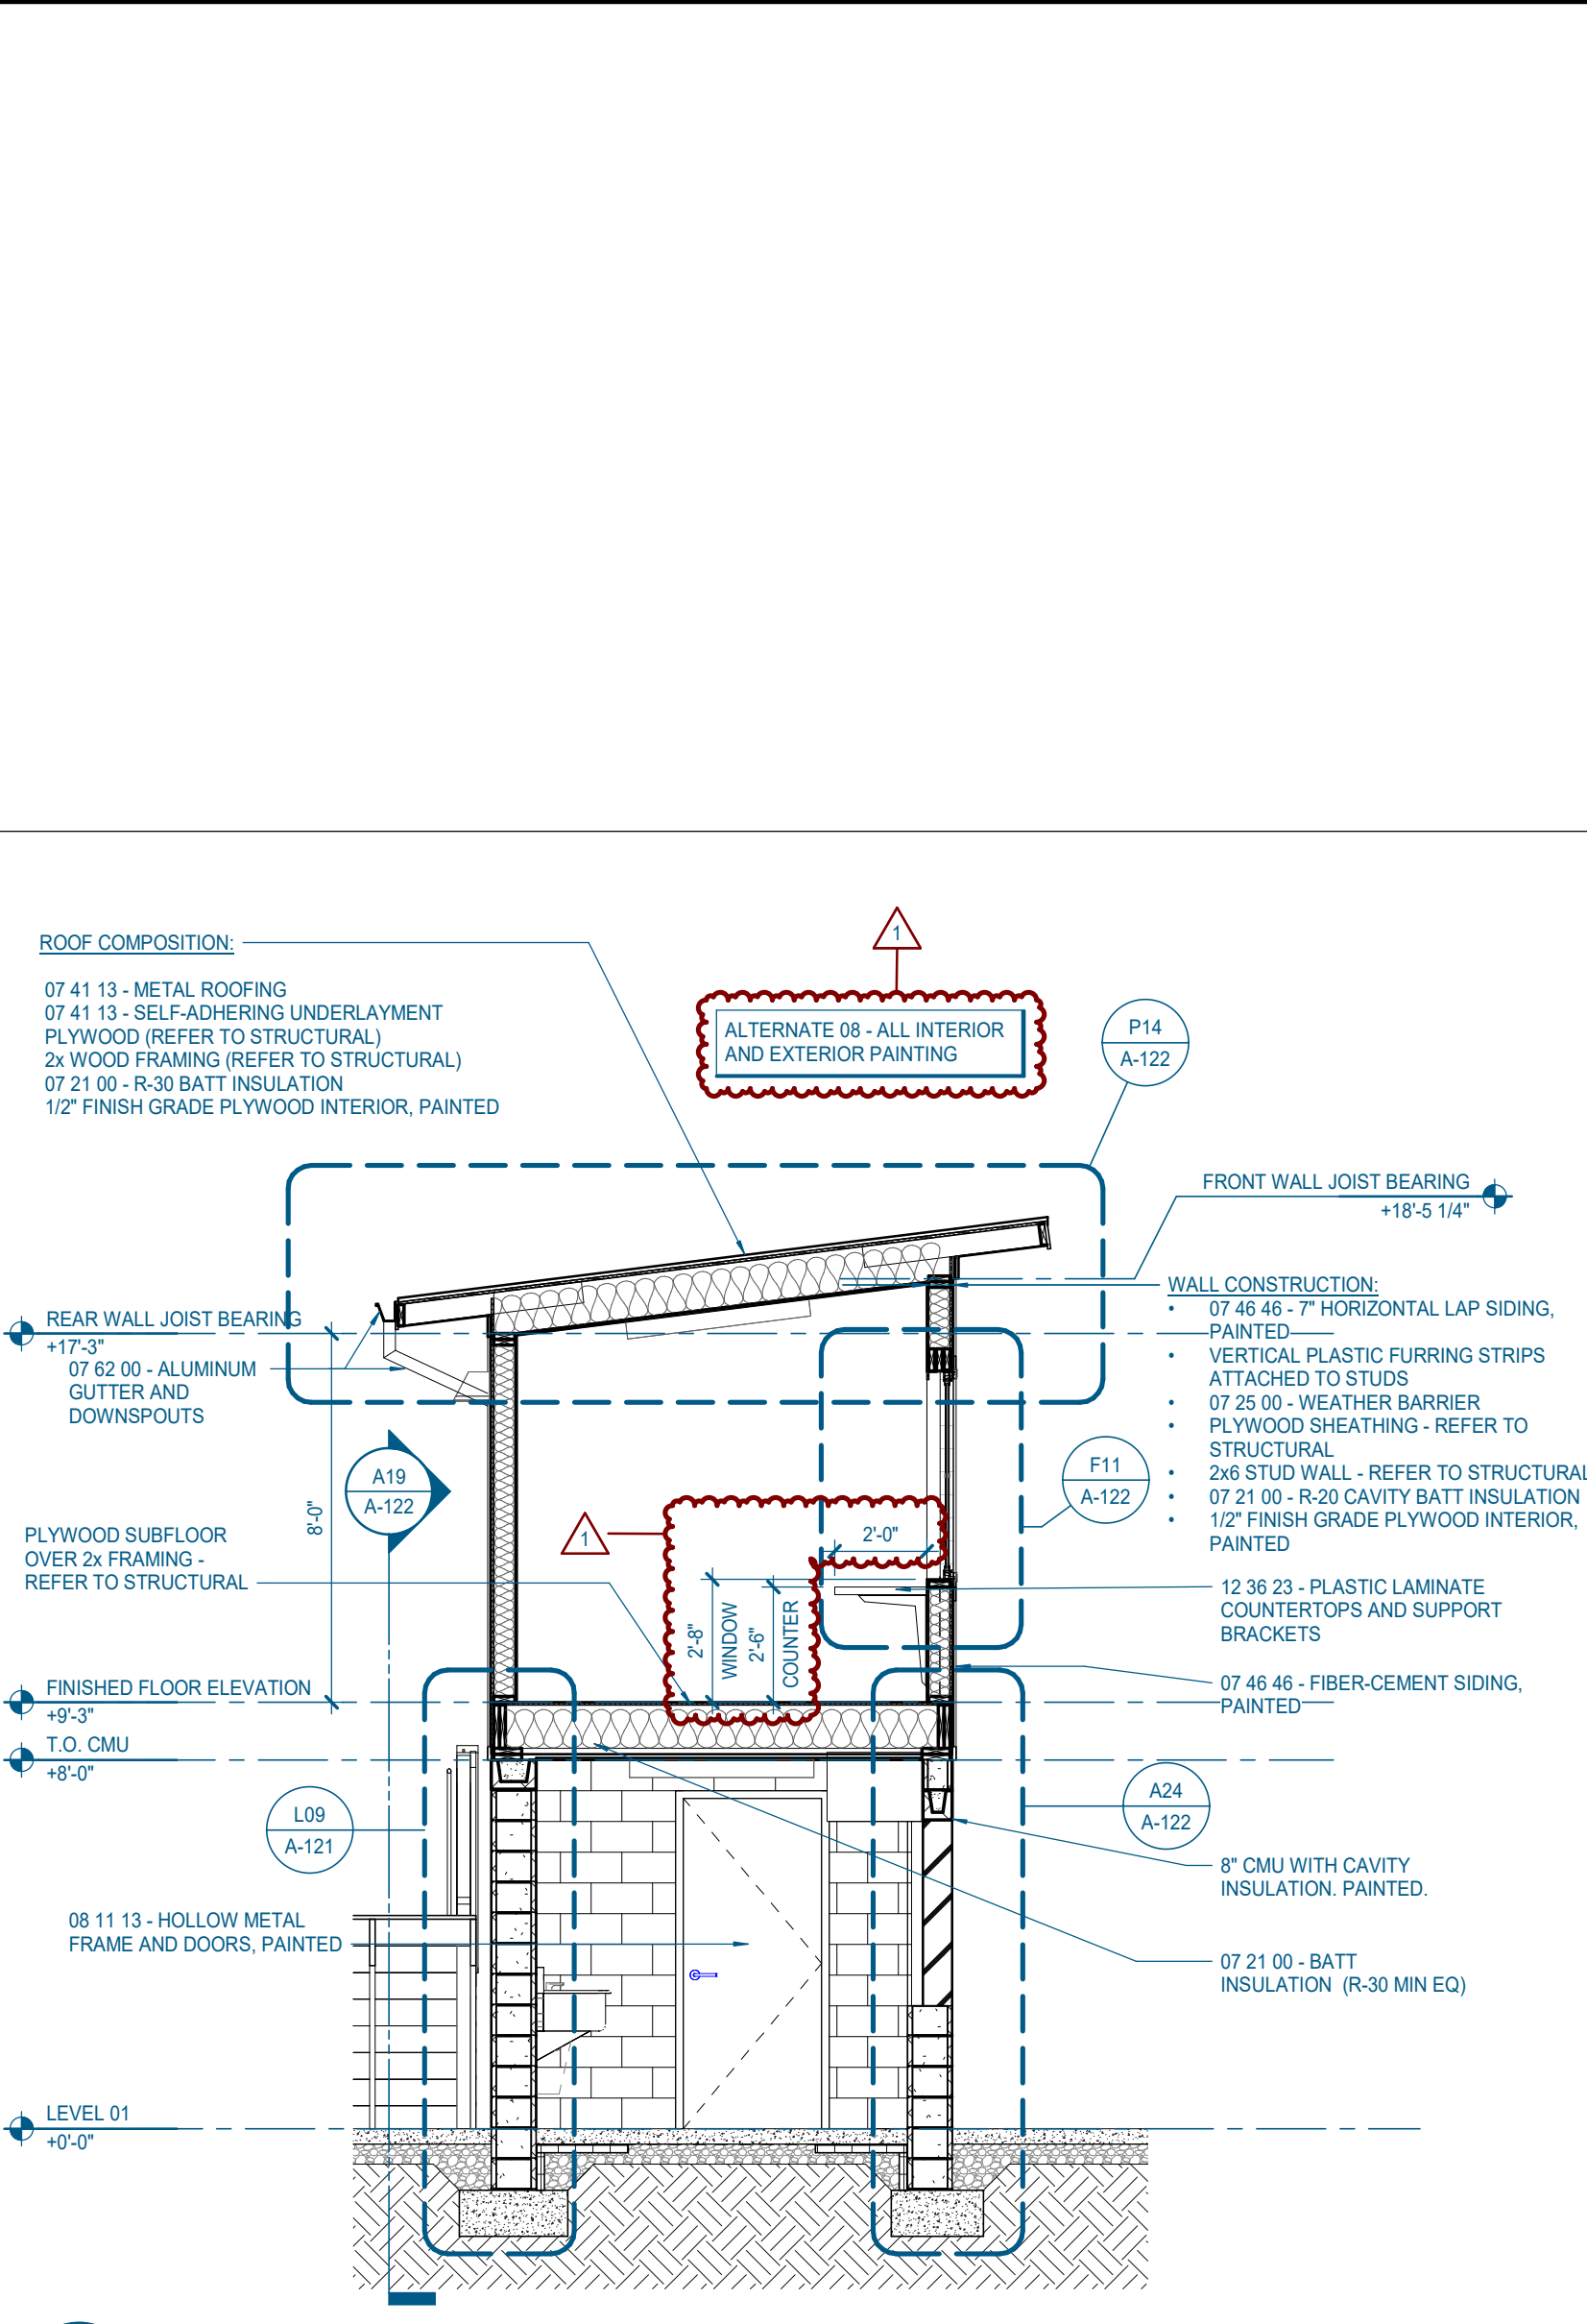 ROOF COMPOSITION:
07 41 13 - METAL ROOFING
07 41 13 - SELF-ADHERING UNDERLAYMENT
PLYWOOD (REFER TO STRUCTURAL)
2x WOOD FRAMING (REFER TO STRUCTURAL)
07 21 00 - R-30 BATT INSULATION
1/2" FINISH GRADE PLYWOOD INTERIOR, PAINTED
1
ALTERNATE 08 - ALL INTERIOR
AND EXTERIOR PAINTING
P14
A-122
FRONT WALL JOIST BEARING
+18'-5 1/4"
WALL CONSTRUCTION:
• 07 46 46 - 7" HORIZONTAL LAP SIDING,
PAINTED
• VERTICAL PLASTIC FURRING STRIPS
ATTACHED TO STUDS
• 07 25 00 - WEATHER BARRIER
• PLYWOOD SHEATHING - REFER TO
STRUCTURAL
• 2x6 STUD WALL - REFER TO STRUCTURAL
• 07 21 00 - R-20 CAVITY BATT INSULATION
• 1/2" FINISH GRADE PLYWOOD INTERIOR,
PAINTED
REAR WALL JOIST BEARING
+17'-3"
07 62 00 - ALUMINUM
GUTTER AND
DOWNSPOUTS
A19
A-122
F11
A-122
8'-0"
PLYWOOD SUBFLOOR
OVER 2x FRAMING -
REFER TO STRUCTURAL
1
2'-0"
2'-8"
WINDOW
2'-6"
COUNTER
12 36 23 - PLASTIC LAMINATE
COUNTERTOPS AND SUPPORT
BRACKETS
07 46 46 - FIBER-CEMENT SIDING,
PAINTED
FINISHED FLOOR ELEVATION
+9'-3"
T.O. CMU
+8'-0"
L09
A-121
A24
A-122
8" CMU WITH CAVITY
INSULATION. PAINTED.
08 11 13 - HOLLOW METAL
FRAME AND DOORS, PAINTED
07 21 00 - BATT
INSULATION (R-30 MIN EQ)
LEVEL 01
+0'-0"